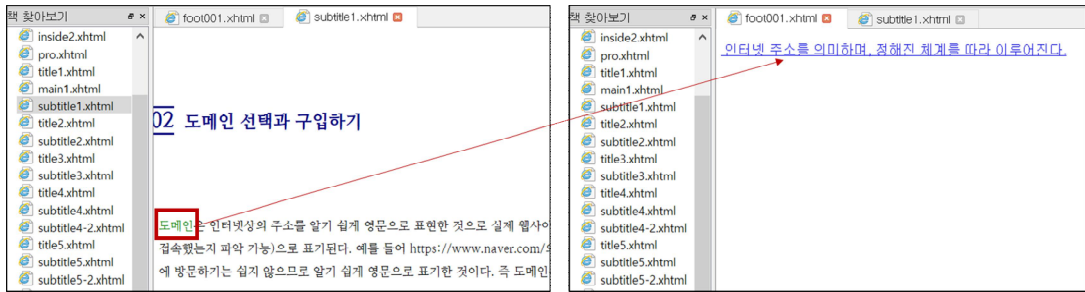 책 찾아보기
foot001.xhtml
subtitle1.xhtml
inside2.xhtml
pro.xhtml
title1.xhtml
main1.xhtml
subtitle1.xhtml
title2.xhtml
subtitle2.xhtml
title3.xhtml
subtitle3.xhtml
title4.xhtml
subtitle4.xhtml
subtitle4-2.xhtml
title5.xhtml
subtitle5.xhtml
subtitle5-2.xhtml
02 도메인 선택과 구입하기
도메인은 인터넷상의 주소를 알기 쉽게 영문으로 표현한 것으로 실제 웹사이
접속했는지 파악 기능)으로 표기된다. 예를 들어 https://www.naver.com/
에 방문하기는 쉽지 않으므로 알기 쉽게 영문으로 표기한 것이다. 즉 도메인
책 찾아보기
foot001.xhtml
subtitle1.xhtml
inside2.xhtml
pro.xhtml
title1.xhtml
main1.xhtml
subtitle1.xhtml
title2.xhtml
subtitle2.xhtml
title3.xhtml
subtitle3.xhtml
title4.xhtml
subtitle4.xhtml
subtitle4-2.xhtml
title5.xhtml
subtitle5.xhtml
subtitle5-2.xhtml
인터넷 주소를 의미하며, 정해진 체계를 따라 이루어진다.